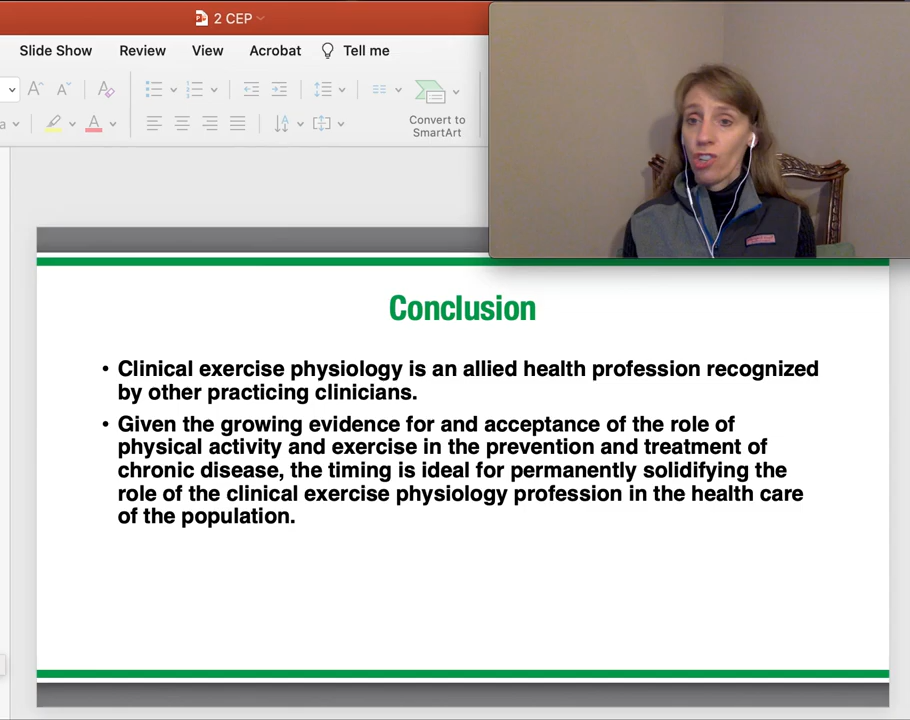 2 CEP
Slide Show Review View Acrobat Tell me
Convert to
SmartArt
Conclusion
• Clinical exercise physiology is an allied health profession recognized
by other practicing clinicians.
• Given the growing evidence for and acceptance of the role of
physical activity and exercise in the prevention and treatment of
chronic disease, the timing is ideal for permanently solidifying the
role of the clinical exercise physiology profession in the health care
of the population.